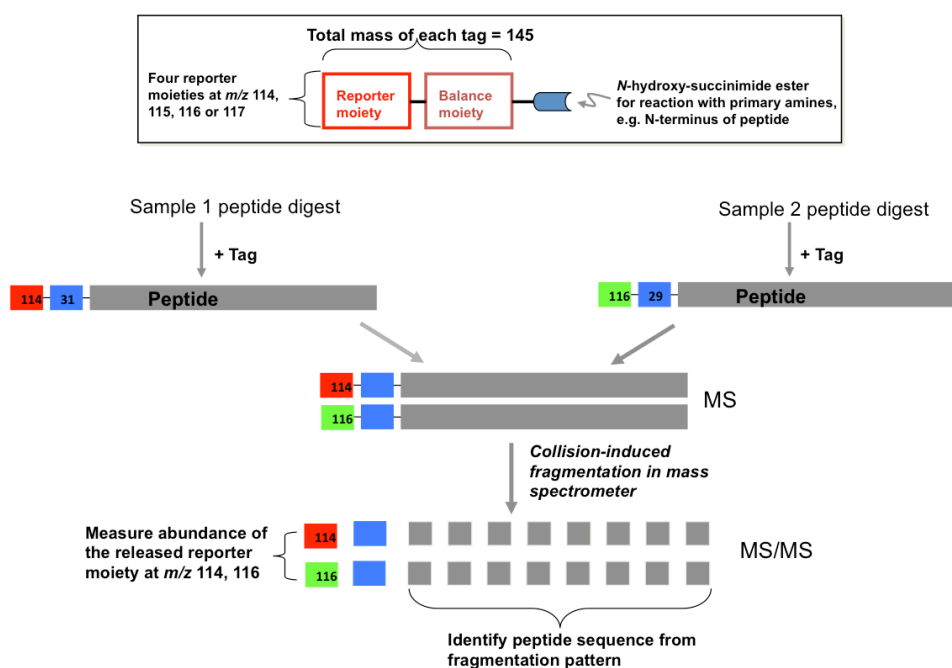 Total mass of each tag = 145
Four reporter
moieties at m/z 114,
115, 116 or 117
Reporter
moiety
Balance
moiety
N-hydroxy-succinimide ester
for reaction with primary amines,
e.g. N-terminus of peptide
Sample 1 peptide digest
+ Tag
114
31
Peptide
Sample 2 peptide digest
+ Tag
116
29
Peptide
114
116
MS
Collision-induced
fragmentation in mass
spectrometer
Measure abundance of
the released reporter
moiety at m/z 114, 116
114
116
MS/MS
Identify peptide sequence from
fragmentation pattern